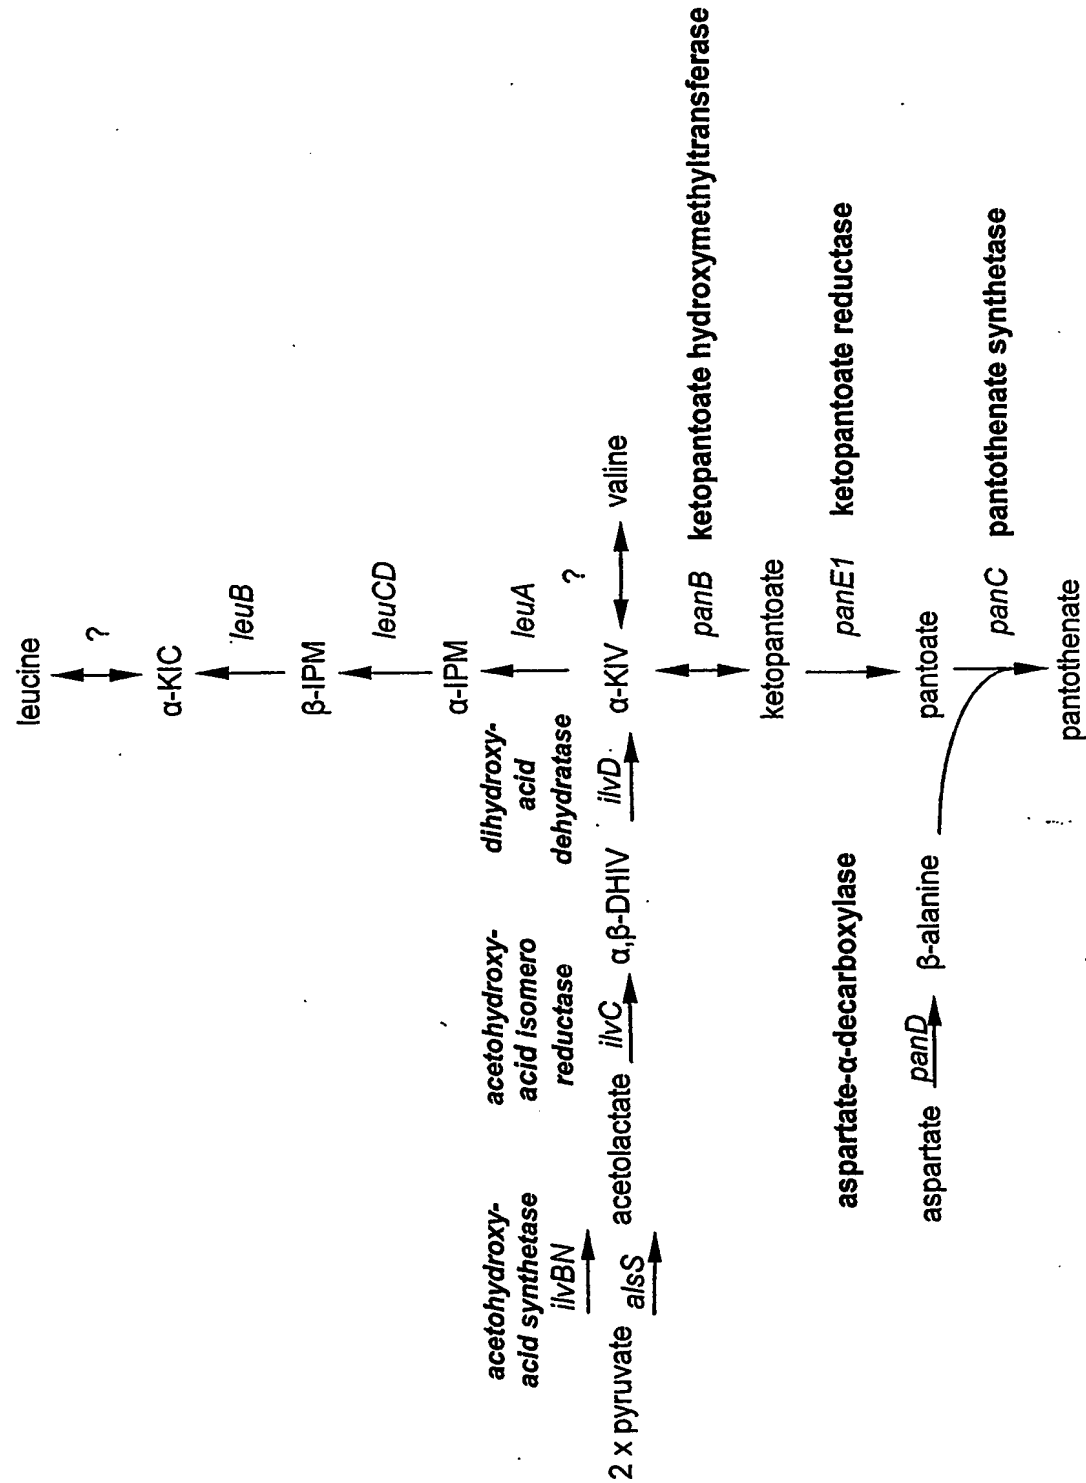 leucine
?
α-KIC
leuB
β-IPM
leuCD
α-IPM
leuA
?
acetohydroxy-
acid synthetase
ilvBN
acetohydroxy-
acid isomero
reductase
dihydroxy-
acid
dehydratase
2 x pyruvate alsS acetolactate ilvC α,β-DHIV ilvD α-KIV valine
panB ketopantoate hydroxymethyltransferase
ketopantoate
aspartate-α-decarboxylase
panE1 ketopantoate reductase
aspartate panD β-alanine pantoate
panC pantothenate synthetase
pantothenate